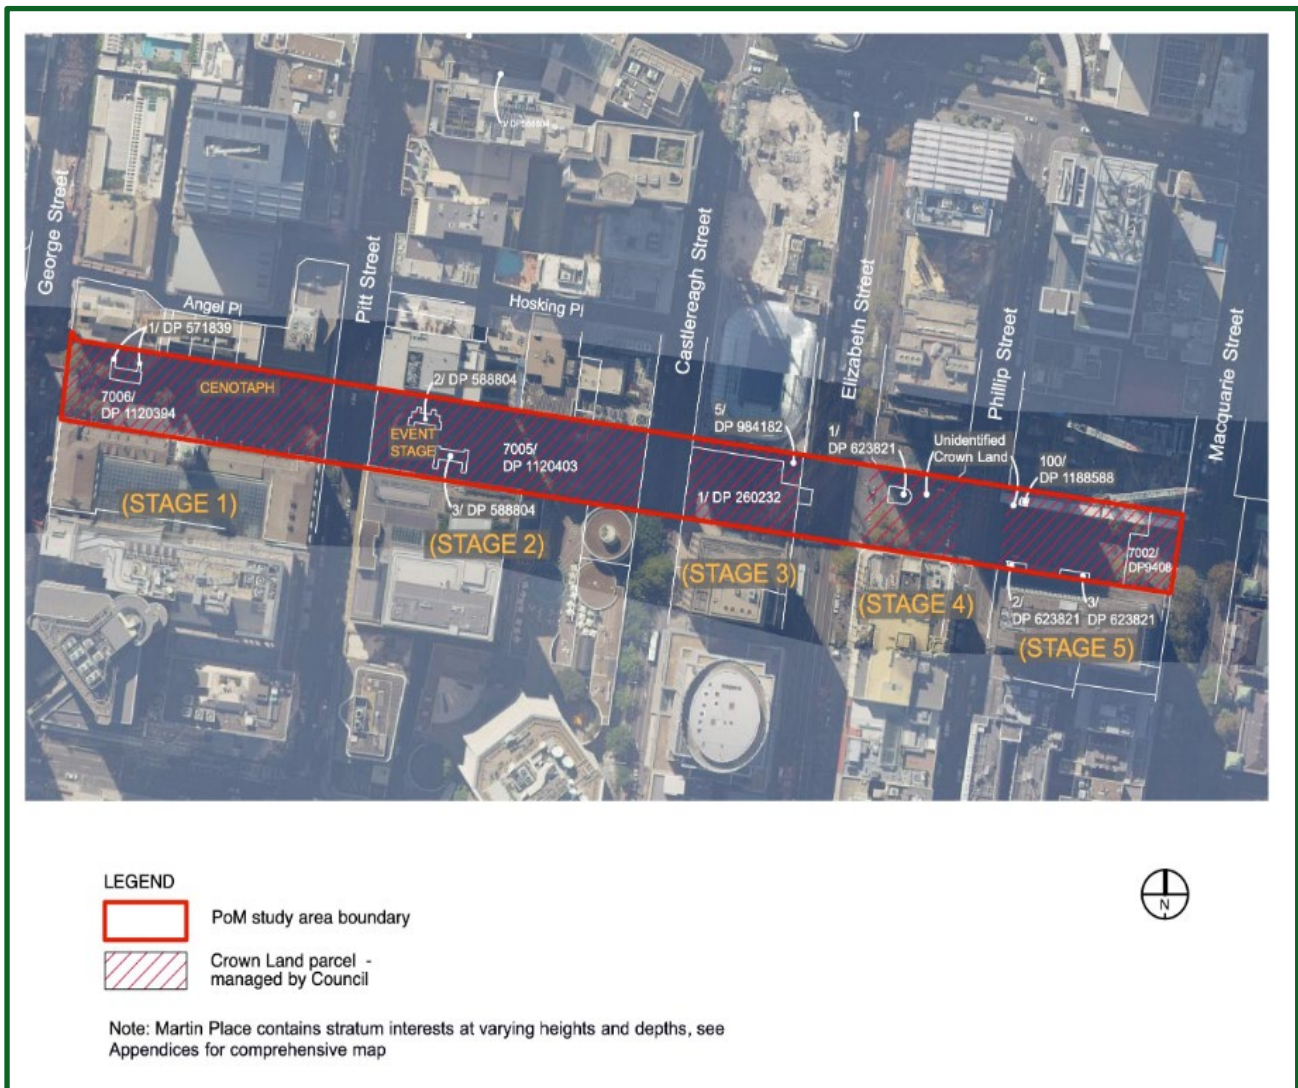 1/ DP588804
George Street
Pitt Street
Castlereagh Street
Elizabeth Street
Phillip Street
Macquarie Street
Angel Pl
Hosking Pl
1/ DP 571839
CENOTAPH
7006/
DP 1120394
2/ DP 588804
EVENT
STAGE
7005/
DP 1120403
3/ DP 588804
5/
DP 984182
1/ DP 260232
1/
DP 623821
Unidentified
Crown Land
100/
DP 1188588
7002/
DP9408
2/
DP 623821
3/
DP 623821
(STAGE 1)
(STAGE 2)
(STAGE 3)
(STAGE 4)
(STAGE 5)
LEGEND
PoM study area boundary
Crown Land parcel -
managed by Council
N
Note: Martin Place contains stratum interests at varying heights and depths, see
Appendices for comprehensive map